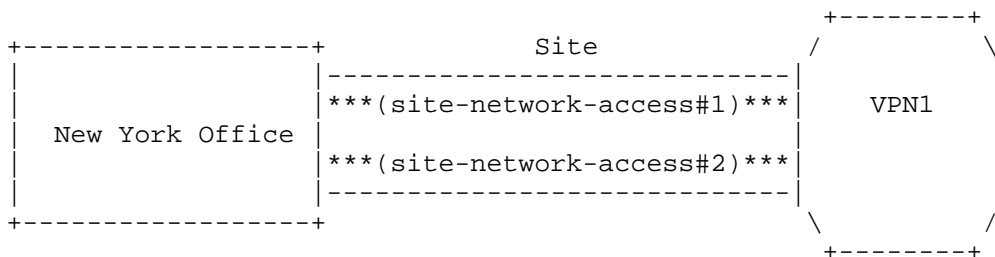 Site
***(site-network-access#1)*** VPN1
New York Office
***(site-network-access#2)***